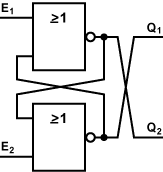 E₁
≥1
Q₁
≥1
E₂
Q₂